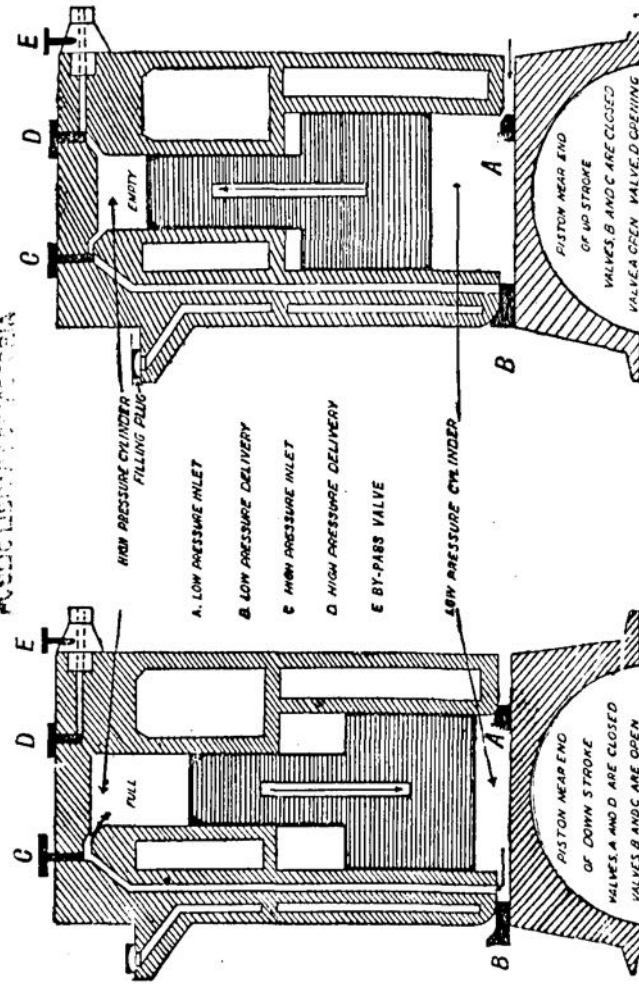 C
D
E
FULL
A
B
PISTON NEAR END
OF DOWN STROKE
VALVES, A AND D ARE CLOSED
VALVES B AND C ARE OPEN
HIGH PRESSURE CYLINDER
FILLING PLUG
A. LOW PRESSURE INLET
B. LOW PRESSURE DELIVERY
C HIGH PRESSURE INLET
D. HIGH PRESSURE DELIVERY
E BY-PASS VALVE
LOW PRESSURE CYLINDER
C
D
E
EMPTY
A
B
PISTON NEAR END
OF UP STROKE
VALVES, B AND C ARE CLOSED
VALVE A OPEN VALVE D OPENING